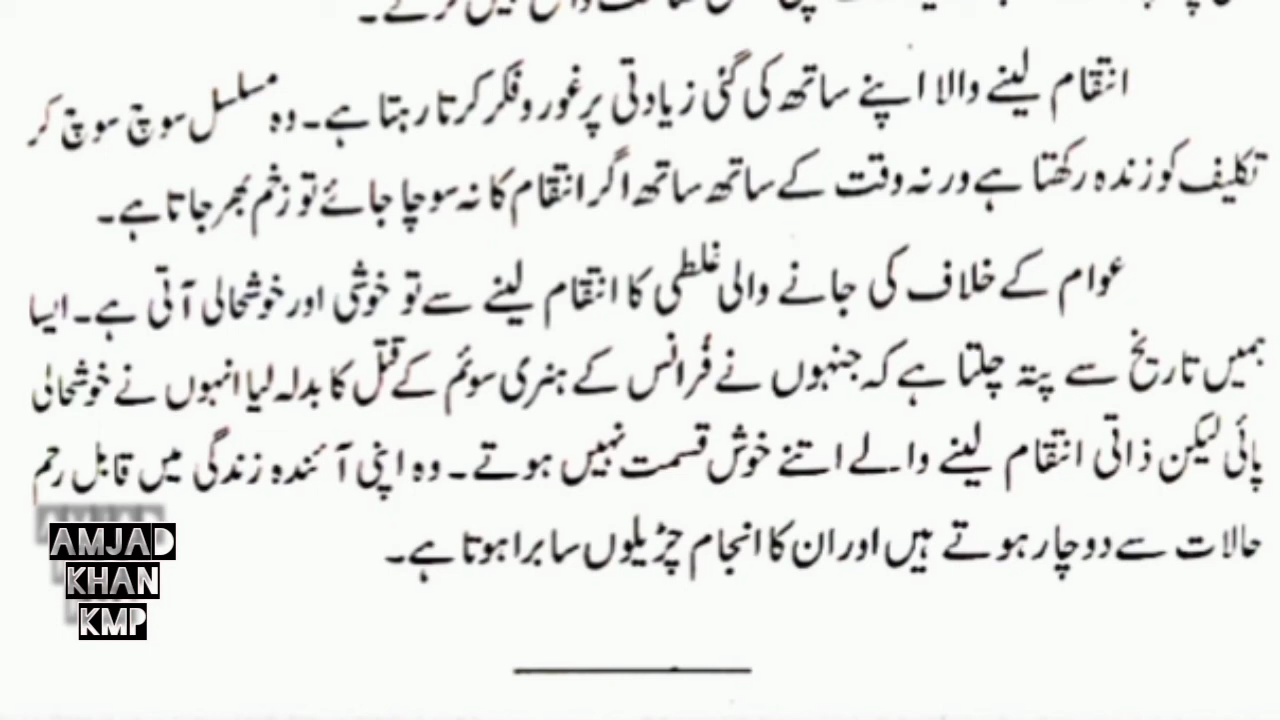 انتقام لینے والا اپنے ساتھ کی گئی زیادتی پر غور و فکر کرتا رہتا ہے۔ وہ مسلسل سوچ سوچ کر
تکلیف کو زندہ رکھتا ہے ورنہ وقت کے ساتھ ساتھ اگر انتقام کا نہ سوچا جائے تو زخم بھر جاتا ہے۔
عوام کے خلاف کی جانے والی غلطی کا انتقام لینے سے تو خوشی اور خوشحالی آتی ہے۔ ایسا
ہمیں تاریخ سے پتہ چلتا ہے کہ جنہوں نے فرانس کے ہنری سوئم کے قتل کا بدلہ لیا انہوں نے خوشحالی
پائی لیکن ذاتی انتقام لینے والے اتنے خوش قسمت نہیں ہوتے۔ وہ اپنی آئندہ زندگی میں قابل رحم
حالات سے دوچار ہوتے ہیں اور ان کا انجام چڑیلوں سا برا ہوتا ہے۔
AMJAD
KHAN
KMP